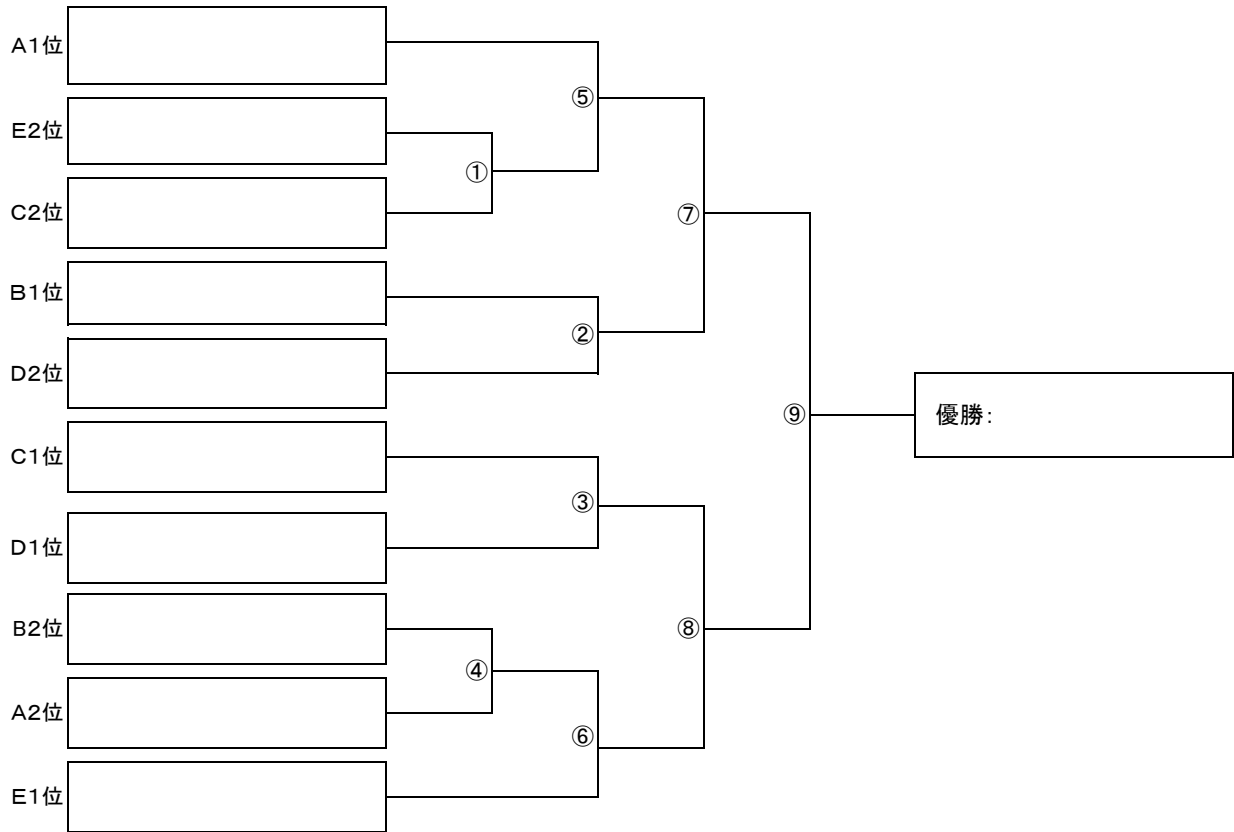 A1位
⑤
E2位
①
C2位
⑦
B1位
②
D2位
⑨
優勝：
C1位
③
D1位
B2位
⑧
④
A2位
⑥
E1位